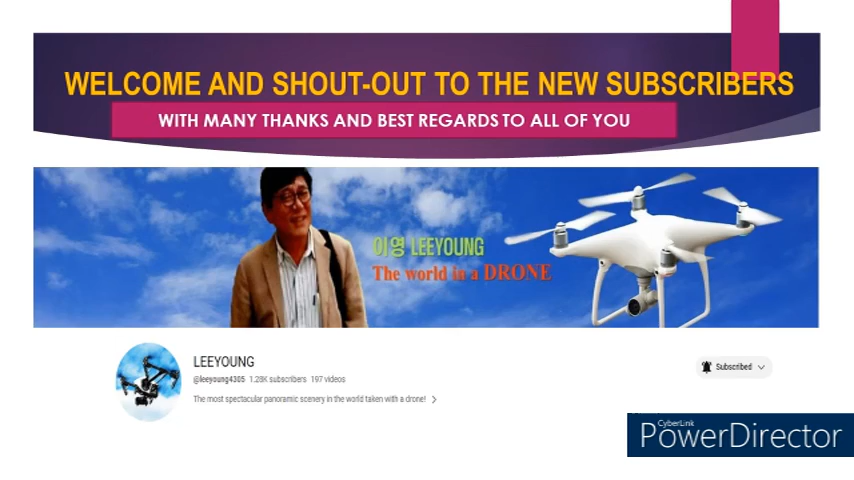 WELCOME AND SHOUT-OUT TO THE NEW SUBSCRIBERS
WITH MANY THANKS AND BEST REGARDS TO ALL OF YOU
이영 LEEYOUNG
The world in a DRONE
LEEYOUNG
@leeyoung4305 1.28K subscribers 197 videos
Subscribed
The most spectacular panoramic scenery in the world taken with a drone!
CyberLink
PowerDirector